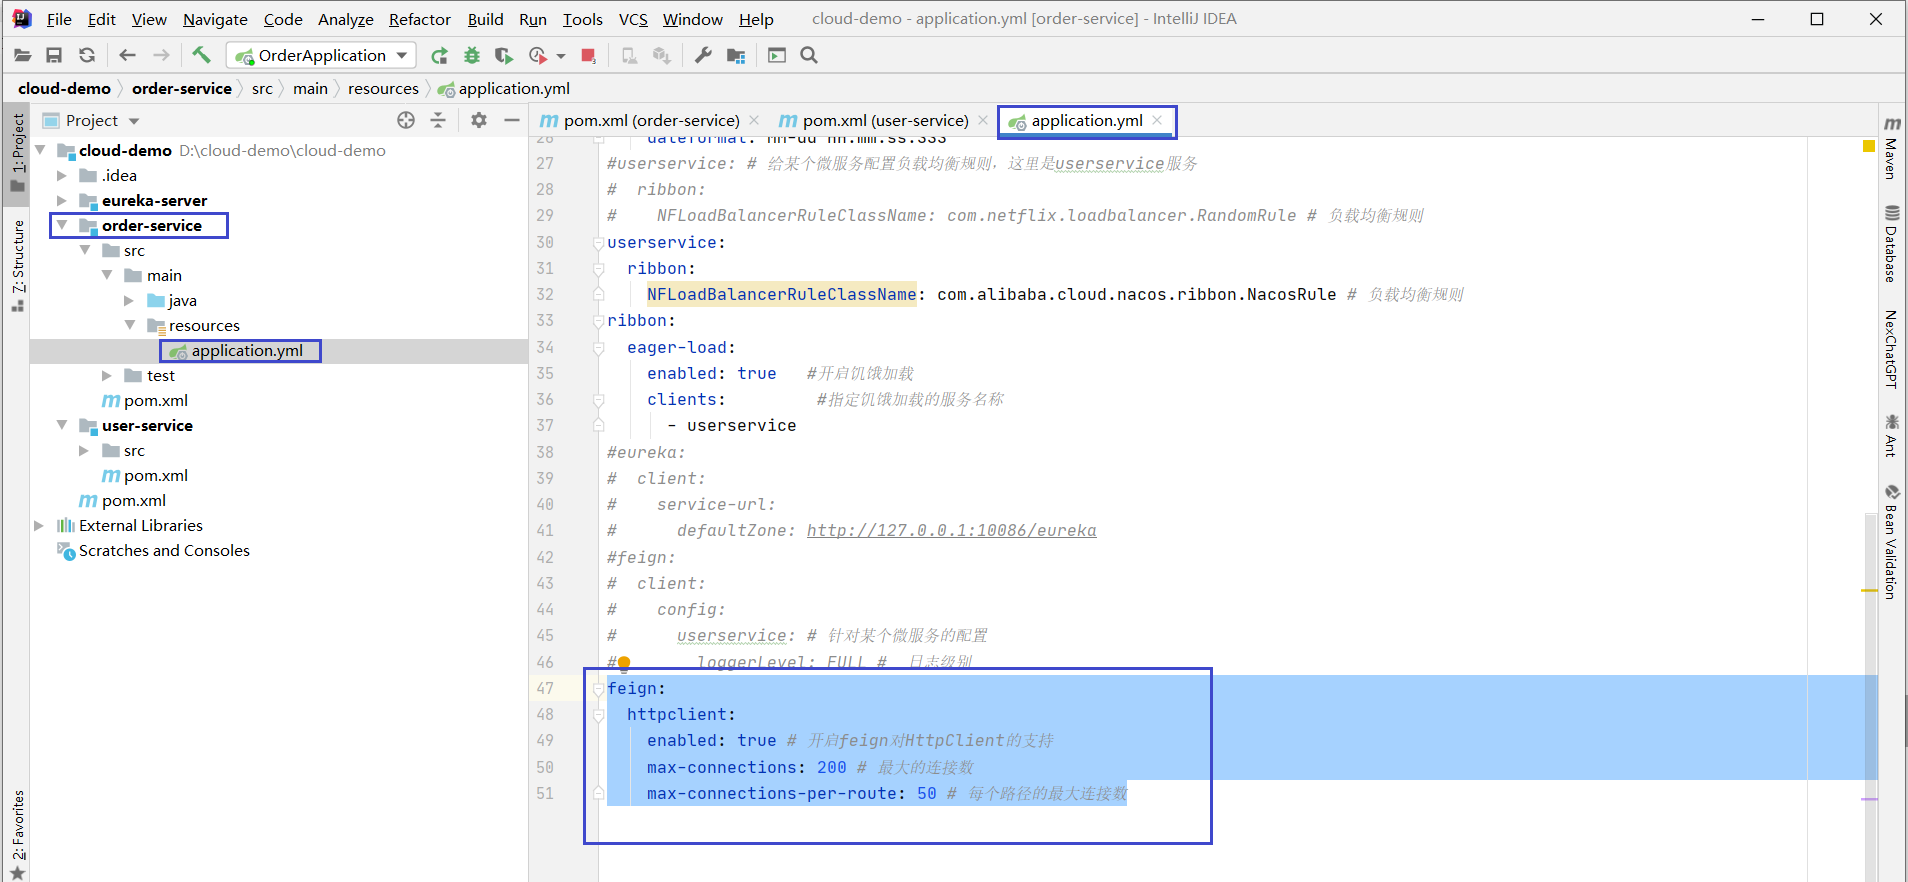 File Edit View Navigate Code Analyze Refactor Build Run Tools VCS Window Help cloud-demo - application.yml [order-service] - IntelliJ IDEA
OrderApplication
cloud-demo order-service src main resources application.yml
1: Project
7: Structure
2: Favorites
Project
cloud-demo D:\cloud-demo\cloud-demo
.idea
eureka-server
order-service
src
main
java
resources
application.yml
test
pom.xml
user-service
src
pom.xml
pom.xml
External Libraries
Scratches and Consoles
pom.xml (order-service) pom.xml (user-service) application.yml
27 #userservice: # 给某个微服务配置负载均衡规则，这里是userservice服务
28 #  ribbon:
29 #    NFLoadBalancerRuleClassName: com.netflix.loadbalancer.RandomRule # 负载均衡规则
30 userservice:
31   ribbon:
32     NFLoadBalancerRuleClassName: com.alibaba.cloud.nacos.ribbon.NacosRule # 负载均衡规则
33 ribbon:
34   eager-load:
35     enabled: true   #开启饥饿加载
36     clients:         #指定饥饿加载的服务名称
37       - userservice
38 #eureka:
39 #  client:
40 #    service-url:
41 #      defaultZone: http://127.0.0.1:10086/eureka
42 #feign:
43 #  client:
44 #    config:
45 #      userservice: # 针对某个微服务的配置
46 #        loggerLevel: FULL #  日志级别
47 feign:
48   httpclient:
49     enabled: true # 开启feign对HttpClient的支持
50     max-connections: 200 # 最大的连接数
51     max-connections-per-route: 50 # 每个路径的最大连接数
Maven
Database
NexChatGPT
Ant
Bean Validation